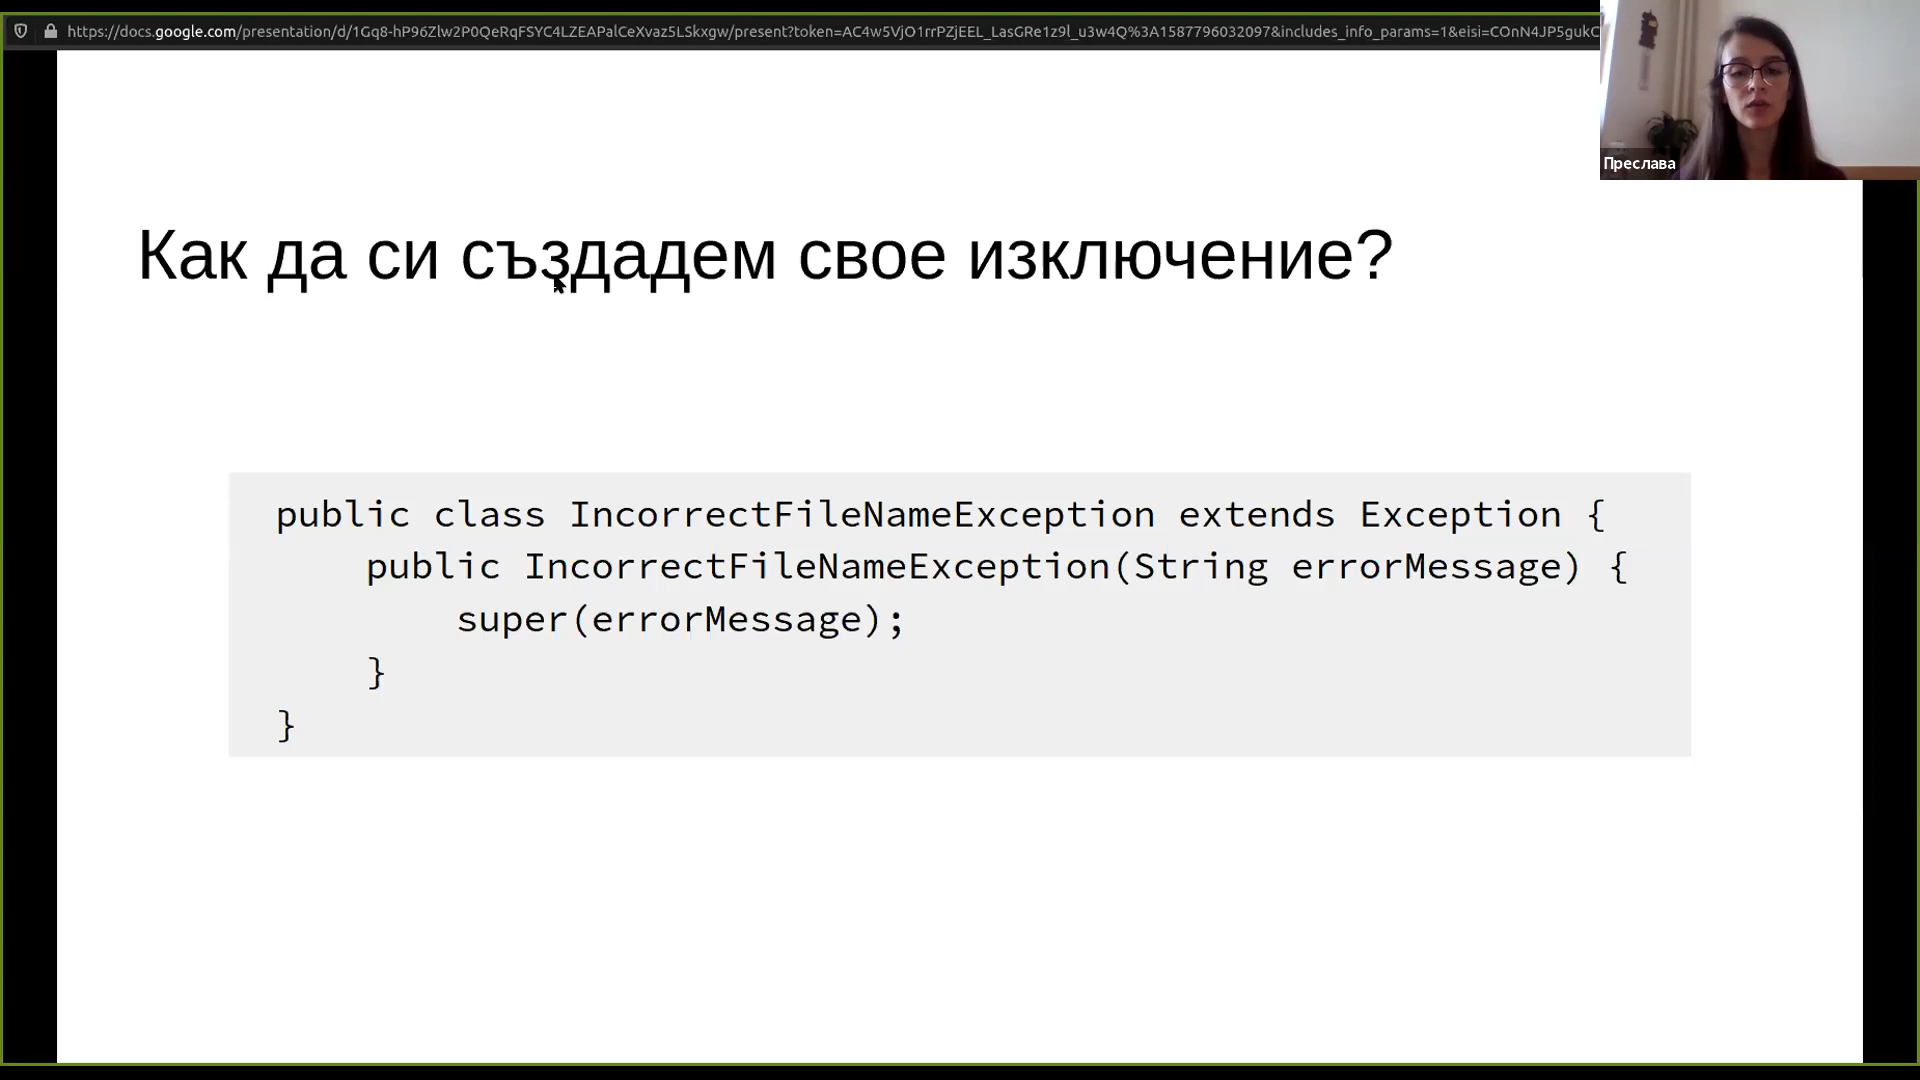 https://docs.google.com/presentation/d/1Gq8-hP96Zlw2P0QeRqFSYC4LZEAPalCeXvaz5LSkxgw/present?token=AC4w5VjO1rrPZjEEL_LasGRe1z9l_u3w4Q%3A1587796032097&includes_info_params=1&eisi=COnN4JP5gukC
Преслава
Как да си създадем свое изключение?
public class IncorrectFileNameException extends Exception {
public IncorrectFileNameException(String errorMessage) {
super(errorMessage);
}
}